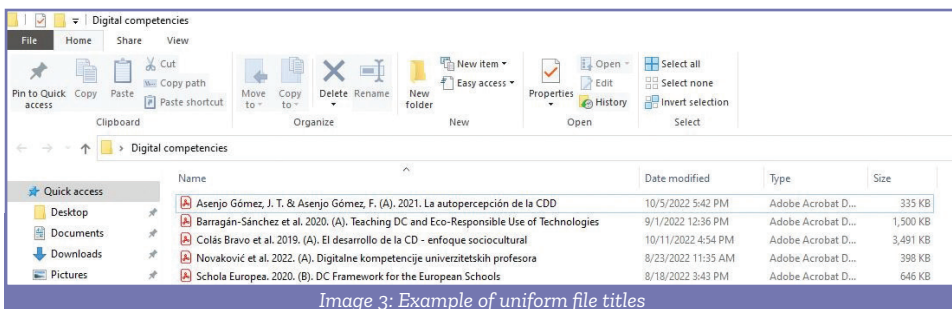 Digital competencies
File Home Share View
Pin to Quick access Copy Paste Cut Copy path Paste shortcut
Move to Copy to Delete Rename New folder New item Easy access
Properties Open Edit History Select all Select none Invert selection
Clipboard Organize New Open Select
Digital competencies
Quick access
Desktop
Documents
Downloads
Pictures
Name Date modified Type Size
Asenjo Gómez, J. T. & Asenjo Gómez, F. (A). 2021. La autopercepción de la CDD 10/5/2022 5:42 PM Adobe Acrobat D... 335 KB
Barragán-Sánchez et al. 2020. (A). Teaching DC and Eco-Responsible Use of Technologies 9/1/2022 12:36 PM Adobe Acrobat D... 1,500 KB
Colás Bravo et al. 2019. (A). El desarrollo de la CD - enfoque sociocultural 10/11/2022 4:54 PM Adobe Acrobat D... 3,491 KB
Novaković et al. 2022. (A). Digitalne kompetencije univerzitetskih profesora 8/23/2022 11:35 AM Adobe Acrobat D... 398 KB
Schola Europea. 2020. (B). DC Framework for the European Schools 8/18/2022 3:43 PM Adobe Acrobat D... 646 KB
Image 3: Example of uniform file titles